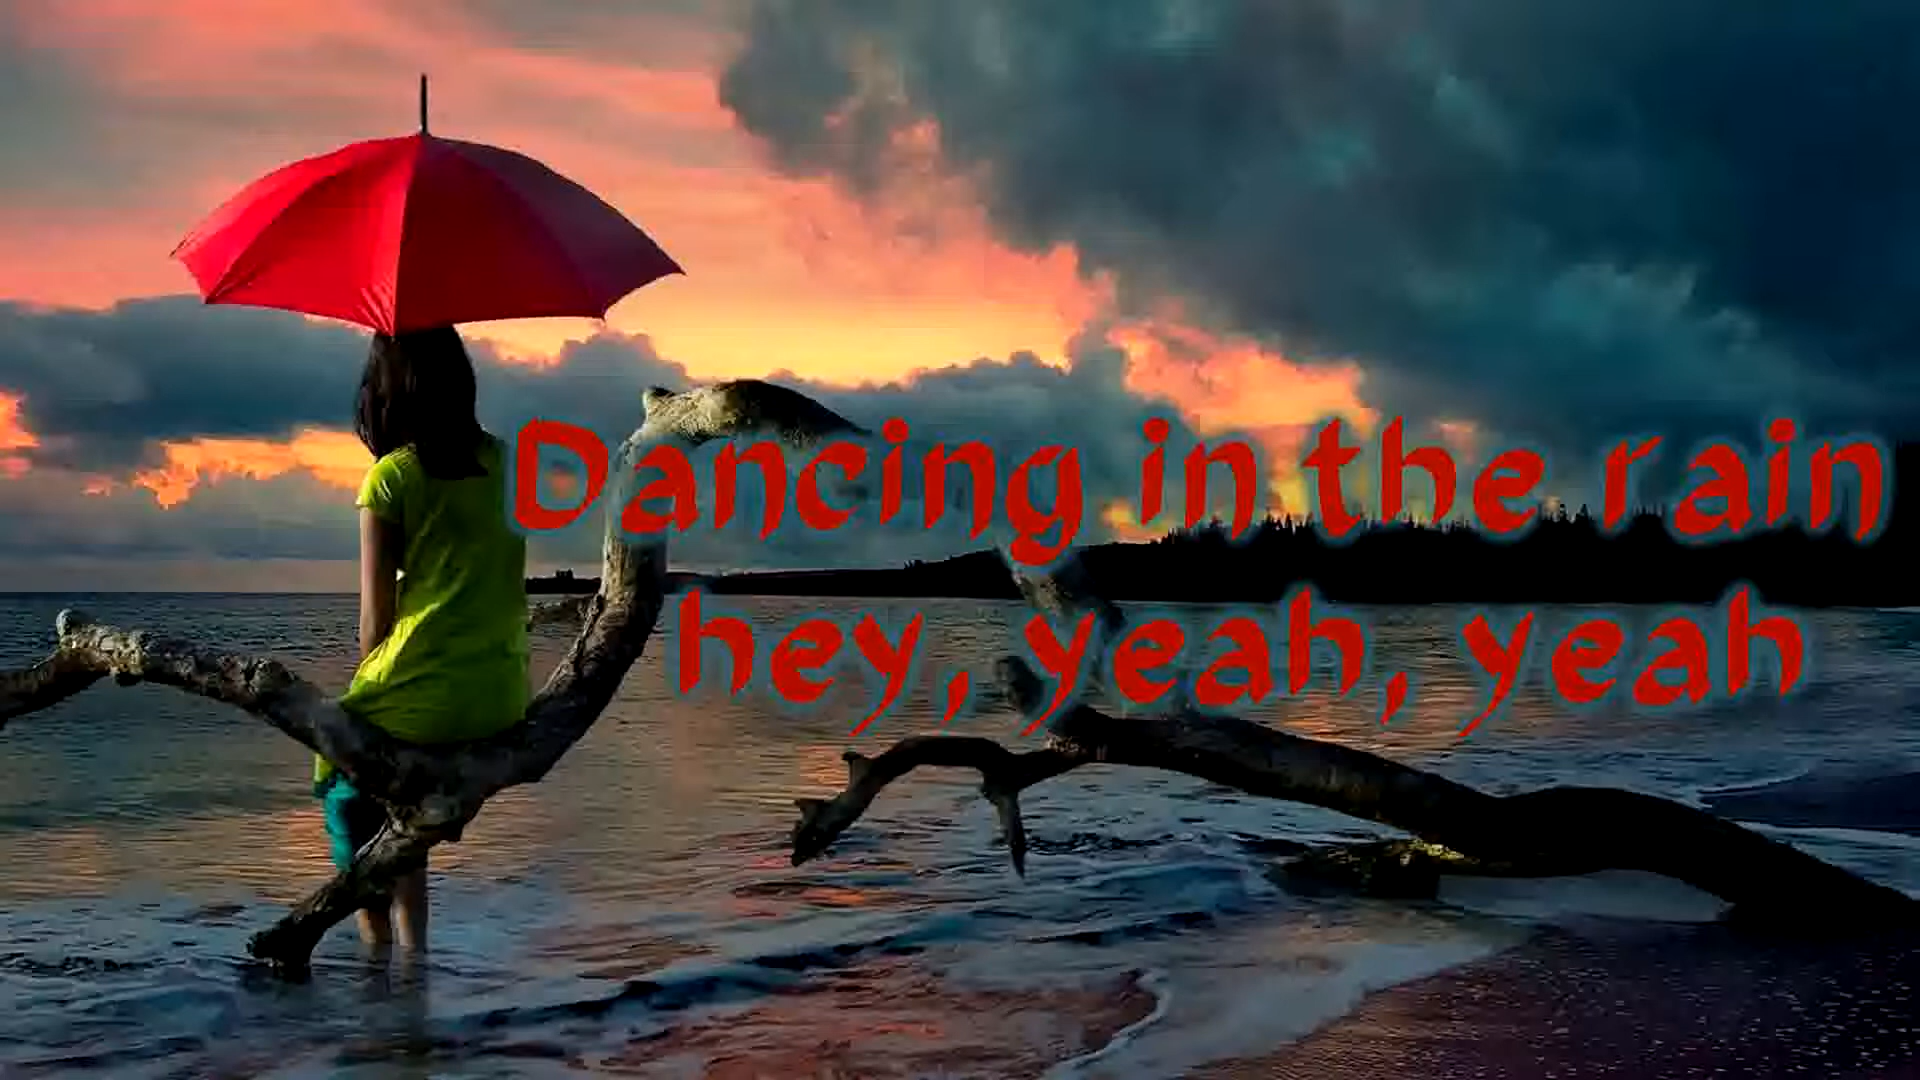 Dancing in the rain
hey, yeah, yeah